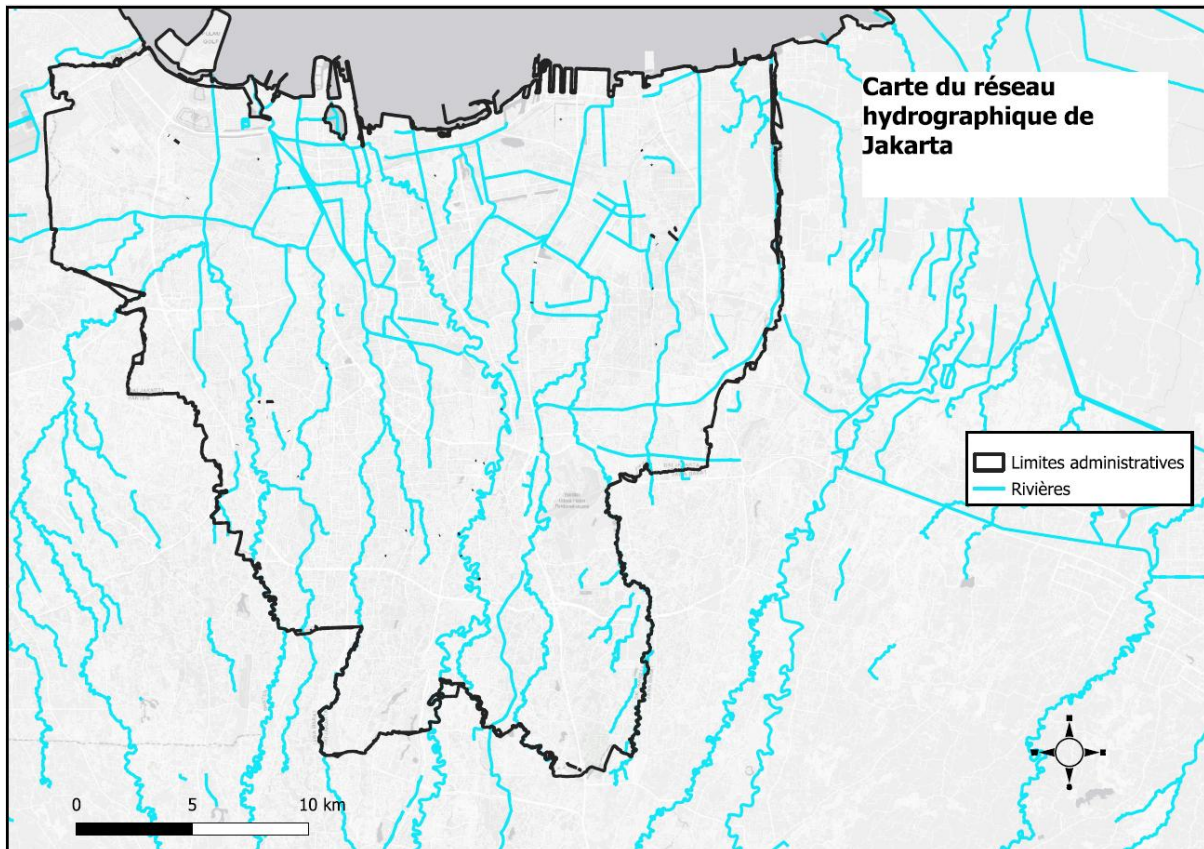 Carte du réseau
hydrographique de
Jakarta
Limites administratives
Rivières
0 5 10 km